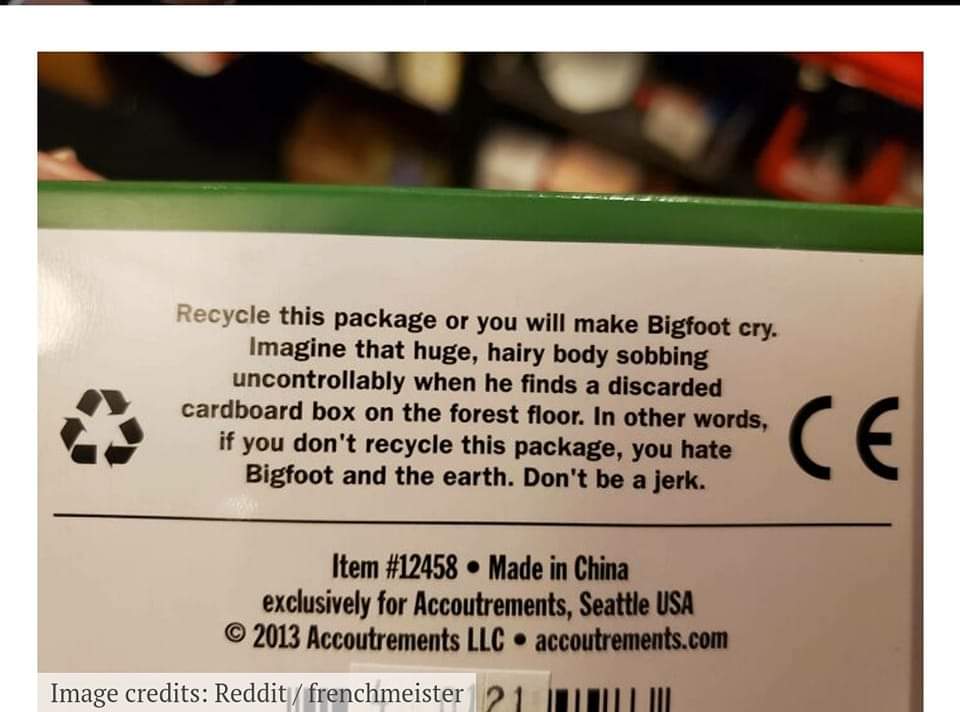 Recycle this package or you will make Bigfoot cry.
Imagine that huge, hairy body sobbing
uncontrollably when he finds a discarded
cardboard box on the forest floor. In other words,
if you don't recycle this package, you hate
Bigfoot and the earth. Don't be a jerk.
CE
Item #12458 • Made in China
exclusively for Accoutrements, Seattle USA
© 2013 Accoutrements LLC • accoutrements.com
Image credits: Reddit / frenchmeister